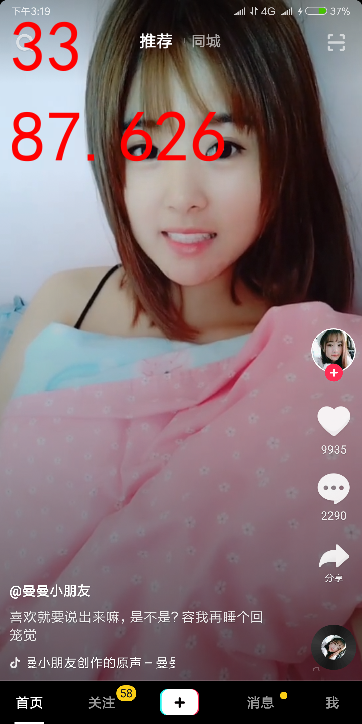 下午3:19
4G
37%
33
推荐
同城
87.626
9935
2290
分享
@曼曼小朋友
喜欢就要说出来嘛，是不是？容我再睡个回
笼觉
曼小朋友创作的原声 - 曼曼
首页
关注
58
消息
我